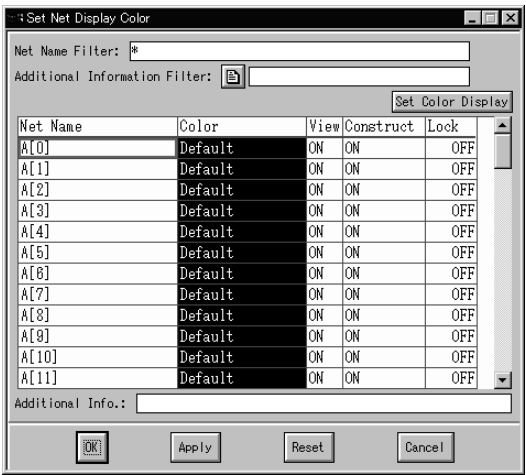 Set Net Display Color
Net Name Filter: *
Additional Information Filter:
Set Color Display
Net Name Color View Construct Lock
A[0] Default ON ON OFF
A[1] Default ON ON OFF
A[2] Default ON ON OFF
A[3] Default ON ON OFF
A[4] Default ON ON OFF
A[5] Default ON ON OFF
A[6] Default ON ON OFF
A[7] Default ON ON OFF
A[8] Default ON ON OFF
A[9] Default ON ON OFF
A[10] Default ON ON OFF
A[11] Default ON ON OFF
Additional Info.:
OK Apply Reset Cancel